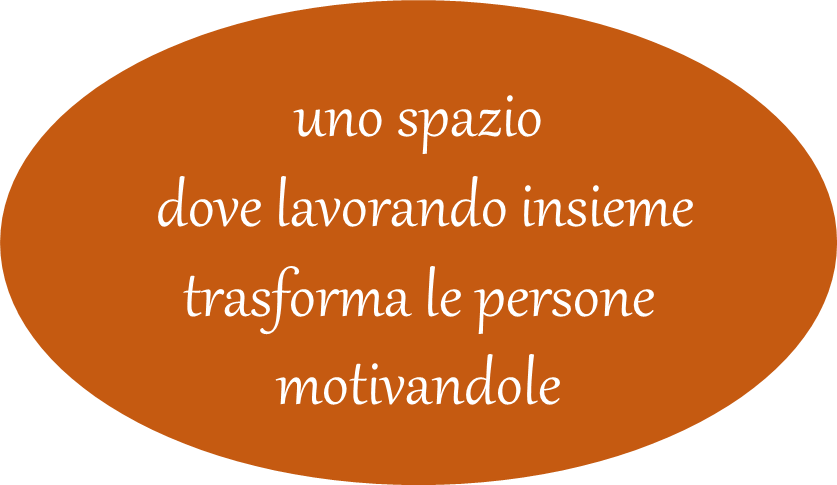 uno spazio
dove lavorando insieme
trasforma le persone
motivandole